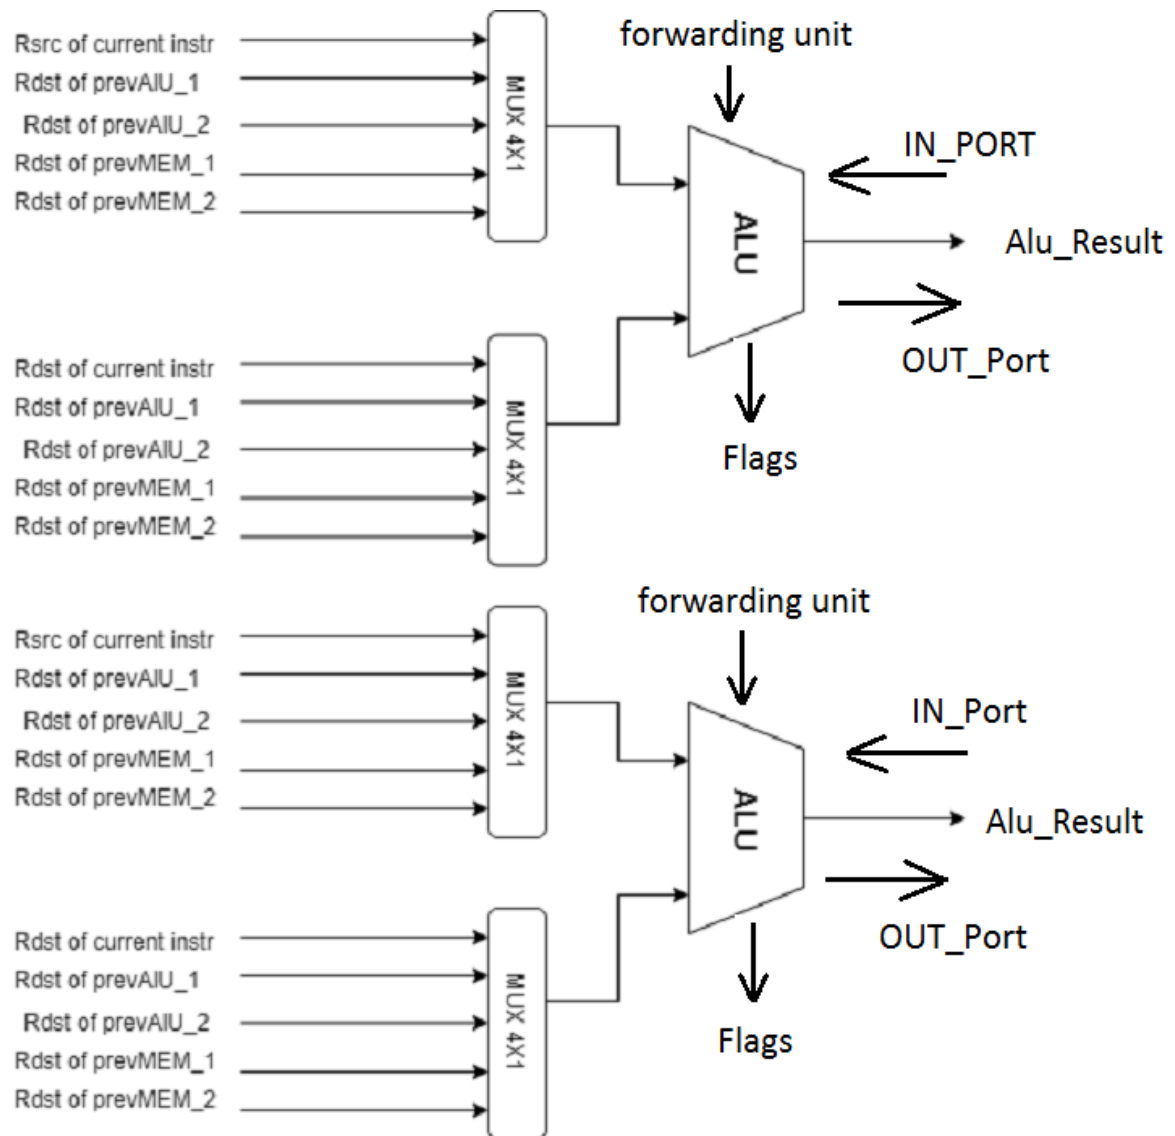 forwarding unit
Rsrc of current instr
Rdst of prevAlU_1
Rdst of prevAlU_2
Rdst of prevMEM_1
Rdst of prevMEM_2
MUX 4X1
ALU
IN_PORT
Alu_Result
OUT_Port
Flags
Rdst of current instr
Rdst of prevAlU_1
Rdst of prevAlU_2
Rdst of prevMEM_1
Rdst of prevMEM_2
MUX 4X1
forwarding unit
Rsrc of current instr
Rdst of prevAlU_1
Rdst of prevAlU_2
Rdst of prevMEM_1
Rdst of prevMEM_2
MUX 4X1
ALU
IN_Port
Alu_Result
OUT_Port
Flags
Rdst of current instr
Rdst of prevAlU_1
Rdst of prevAlU_2
Rdst of prevMEM_1
Rdst of prevMEM_2
MUX 4X1